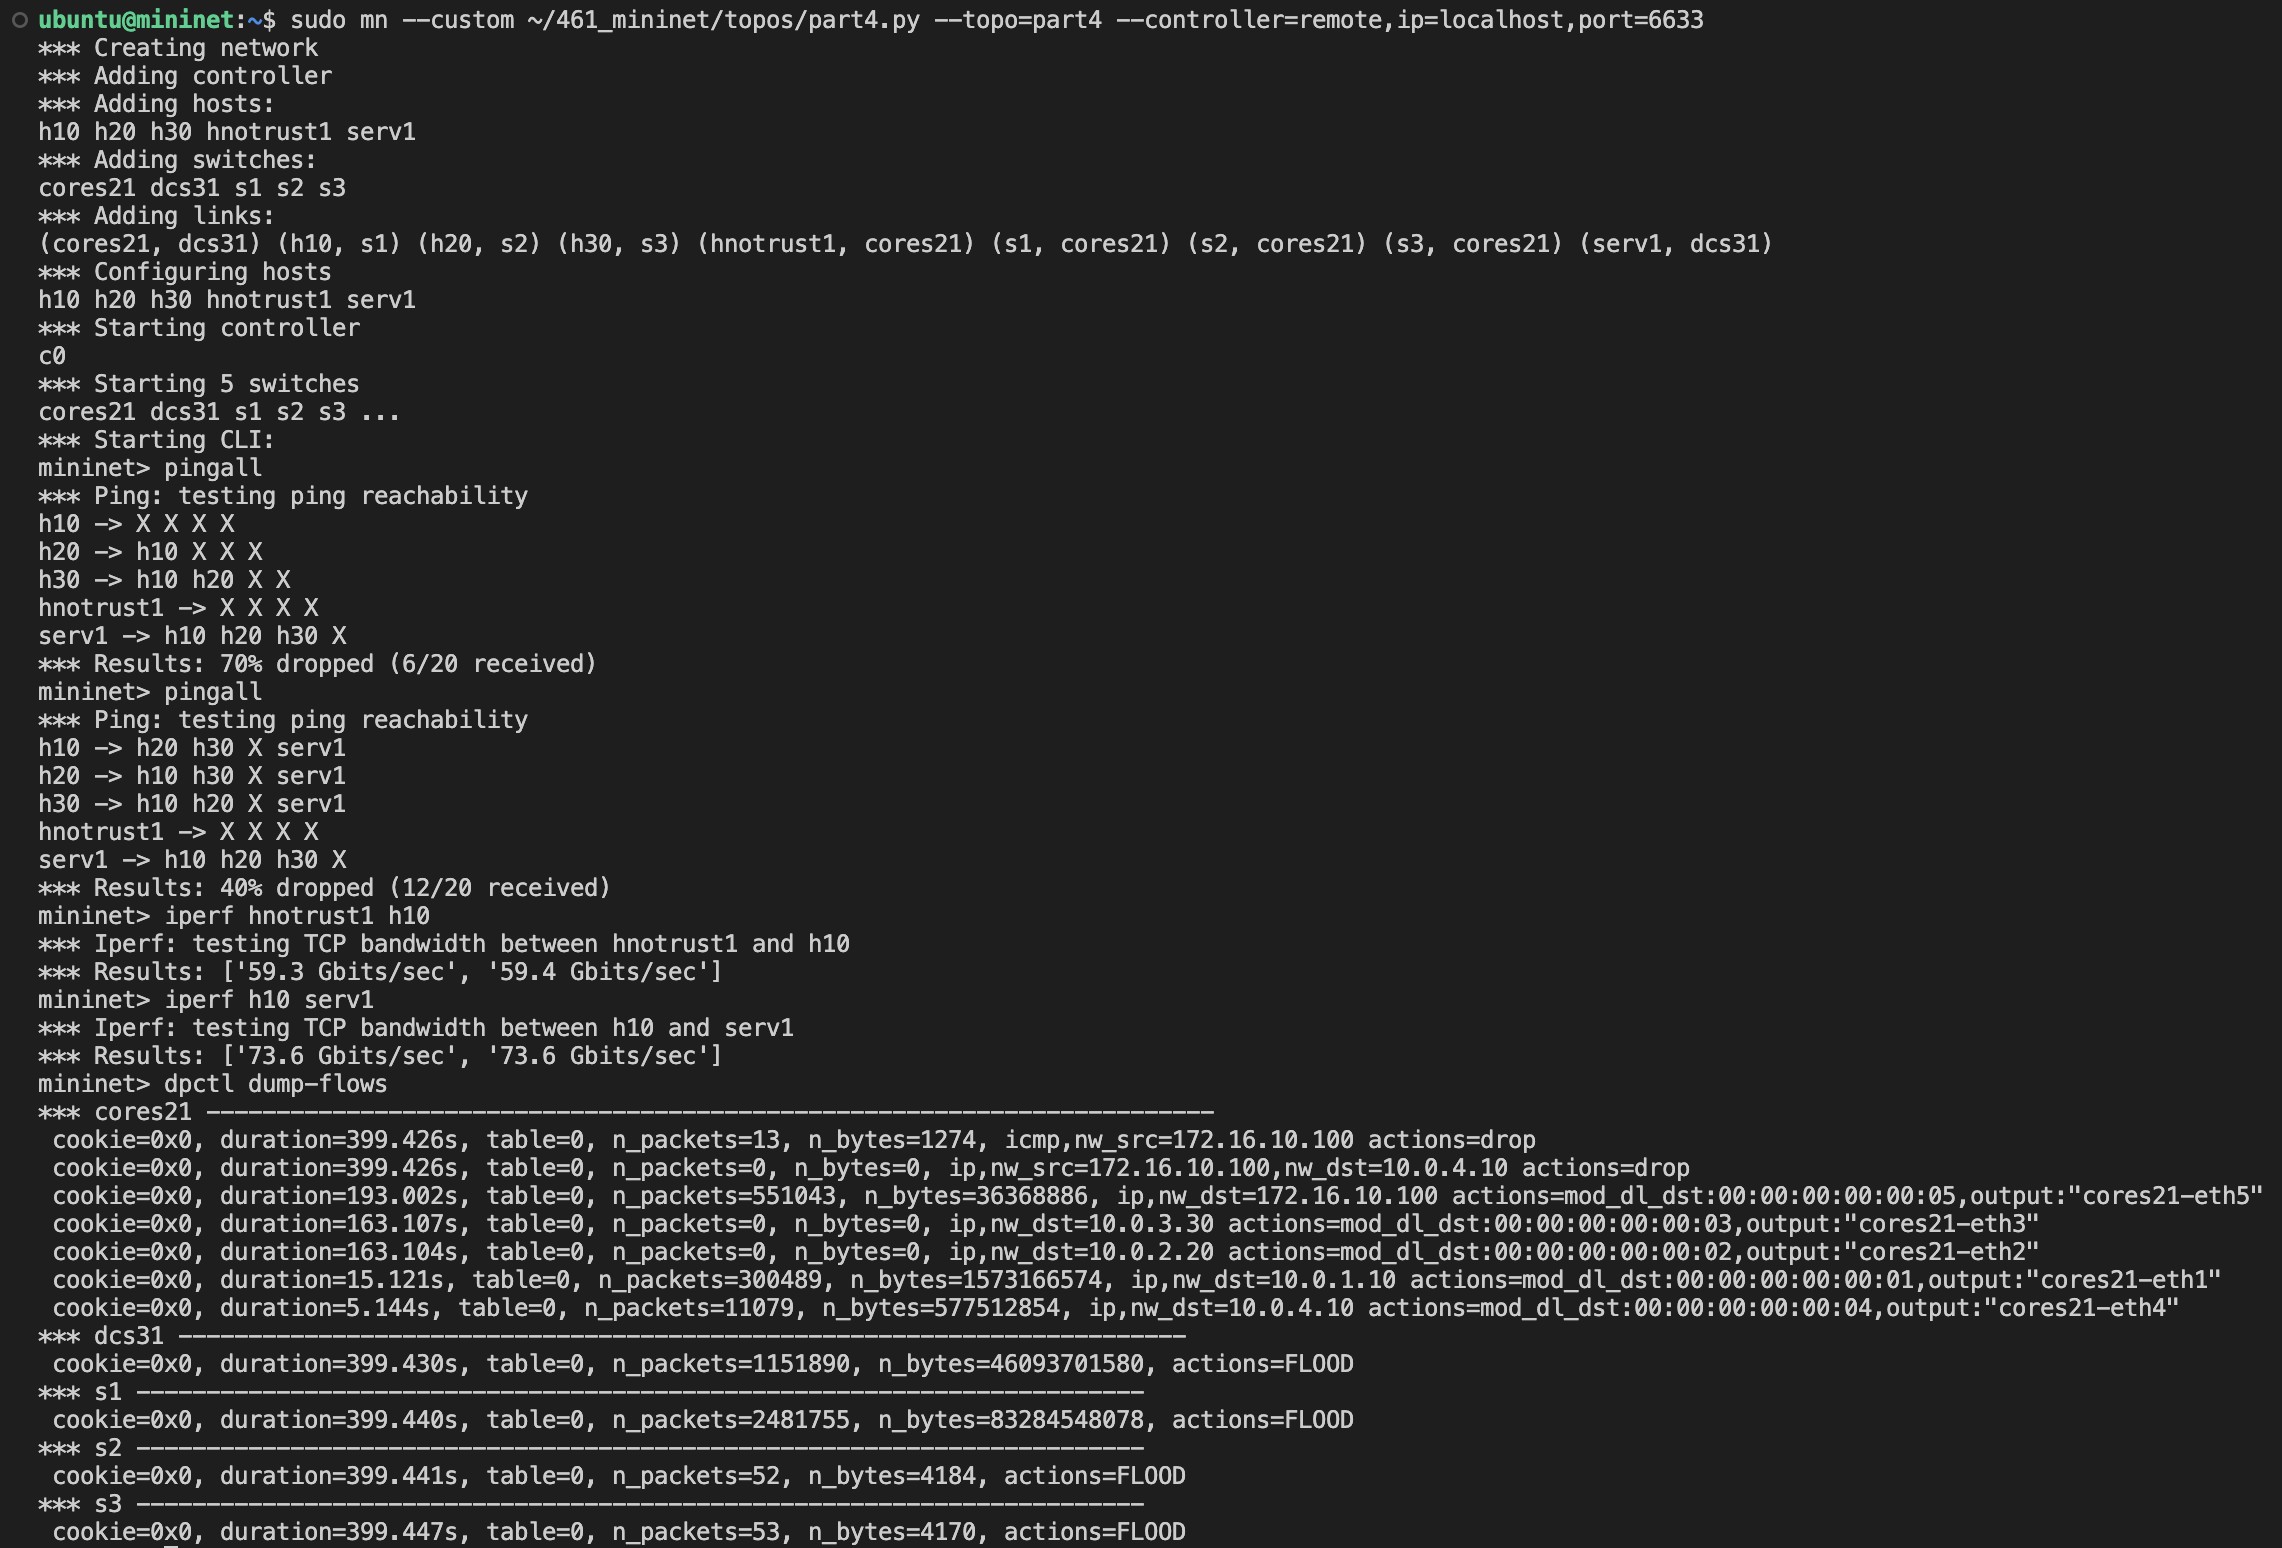 ubuntu@mininet:~$ sudo mn --custom ~/461_mininet/topos/part4.py --topo=part4 --controller=remote,ip=localhost,port=6633
*** Creating network
*** Adding controller
*** Adding hosts:
h10 h20 h30 hnotrust1 serv1
*** Adding switches:
cores21 dcs31 s1 s2 s3
*** Adding links:
(cores21, dcs31) (h10, s1) (h20, s2) (h30, s3) (hnotrust1, cores21) (s1, cores21) (s2, cores21) (s3, cores21) (serv1, dcs31)
*** Configuring hosts
h10 h20 h30 hnotrust1 serv1
*** Starting controller
c0
*** Starting 5 switches
cores21 dcs31 s1 s2 s3 ...
*** Starting CLI:
mininet> pingall
*** Ping: testing ping reachability
h10 -> X X X X
h20 -> h10 X X X
h30 -> h10 h20 X X
hnotrust1 -> X X X X
serv1 -> h10 h20 h30 X
*** Results: 70% dropped (6/20 received)
mininet> pingall
*** Ping: testing ping reachability
h10 -> h20 h30 X serv1
h20 -> h10 h30 X serv1
h30 -> h10 h20 X serv1
hnotrust1 -> X X X X
serv1 -> h10 h20 h30 X
*** Results: 40% dropped (12/20 received)
mininet> iperf hnotrust1 h10
*** Iperf: testing TCP bandwidth between hnotrust1 and h10
*** Results: ['59.3 Gbits/sec', '59.4 Gbits/sec']
mininet> iperf h10 serv1
*** Iperf: testing TCP bandwidth between h10 and serv1
*** Results: ['73.6 Gbits/sec', '73.6 Gbits/sec']
mininet> dpctl dump-flows
*** cores21 ------------------------------------------------------------------------
 cookie=0x0, duration=399.426s, table=0, n_packets=13, n_bytes=1274, icmp,nw_src=172.16.10.100 actions=drop
 cookie=0x0, duration=399.426s, table=0, n_packets=0, n_bytes=0, ip,nw_src=172.16.10.100,nw_dst=10.0.4.10 actions=drop
 cookie=0x0, duration=193.002s, table=0, n_packets=551043, n_bytes=36368886, ip,nw_dst=172.16.10.100 actions=mod_dl_dst:00:00:00:00:00:05,output:"cores21-eth5"
 cookie=0x0, duration=163.107s, table=0, n_packets=0, n_bytes=0, ip,nw_dst=10.0.3.30 actions=mod_dl_dst:00:00:00:00:00:03,output:"cores21-eth3"
 cookie=0x0, duration=163.104s, table=0, n_packets=0, n_bytes=0, ip,nw_dst=10.0.2.20 actions=mod_dl_dst:00:00:00:00:00:02,output:"cores21-eth2"
 cookie=0x0, duration=15.121s, table=0, n_packets=300489, n_bytes=1573166574, ip,nw_dst=10.0.1.10 actions=mod_dl_dst:00:00:00:00:00:01,output:"cores21-eth1"
 cookie=0x0, duration=5.144s, table=0, n_packets=11079, n_bytes=577512854, ip,nw_dst=10.0.4.10 actions=mod_dl_dst:00:00:00:00:00:04,output:"cores21-eth4"
*** dcs31 ------------------------------------------------------------------------
 cookie=0x0, duration=399.430s, table=0, n_packets=1151890, n_bytes=46093701580, actions=FLOOD
*** s1 ------------------------------------------------------------------------
 cookie=0x0, duration=399.440s, table=0, n_packets=2481755, n_bytes=83284548078, actions=FLOOD
*** s2 ------------------------------------------------------------------------
 cookie=0x0, duration=399.441s, table=0, n_packets=52, n_bytes=4184, actions=FLOOD
*** s3 ------------------------------------------------------------------------
 cookie=0x0, duration=399.447s, table=0, n_packets=53, n_bytes=4170, actions=FLOOD